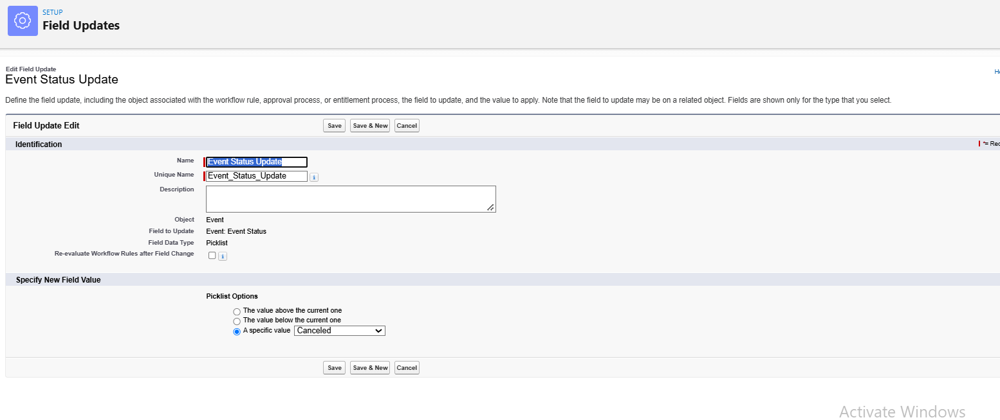 SETUP
Field Updates
Edit Field Update
Event Status Update
Define the field update, including the object associated with the workflow rule, approval process, or entitlement process, the field to update, and the value to apply. Note that the field to update may be on a related object. Fields are shown only for the type that you select.
Field Update Edit Save Save & New Cancel
Identification
Name Event Status Update
Unique Name Event_Status_Update
Description
Object Event
Field to Update Event: Event Status
Field Data Type Picklist
Re-evaluate Workflow Rules after Field Change
Specify New Field Value
Picklist Options
The value above the current one
The value below the current one
A specific value Canceled
Save Save & New Cancel
Activate Windows